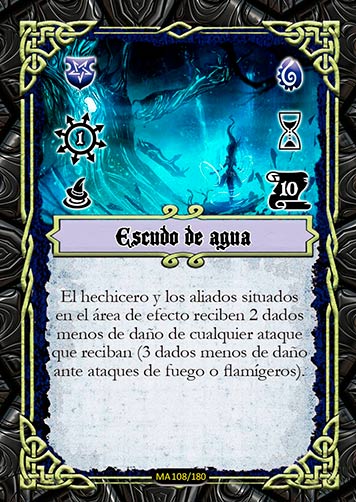 1
10
Escudo de agua
El hechicero y los aliados situados
en el área de efecto reciben 2 dados
menos de daño de cualquier ataque
que reciban (3 dados menos de daño
ante ataques de fuego o flamígeros).
MA108/180